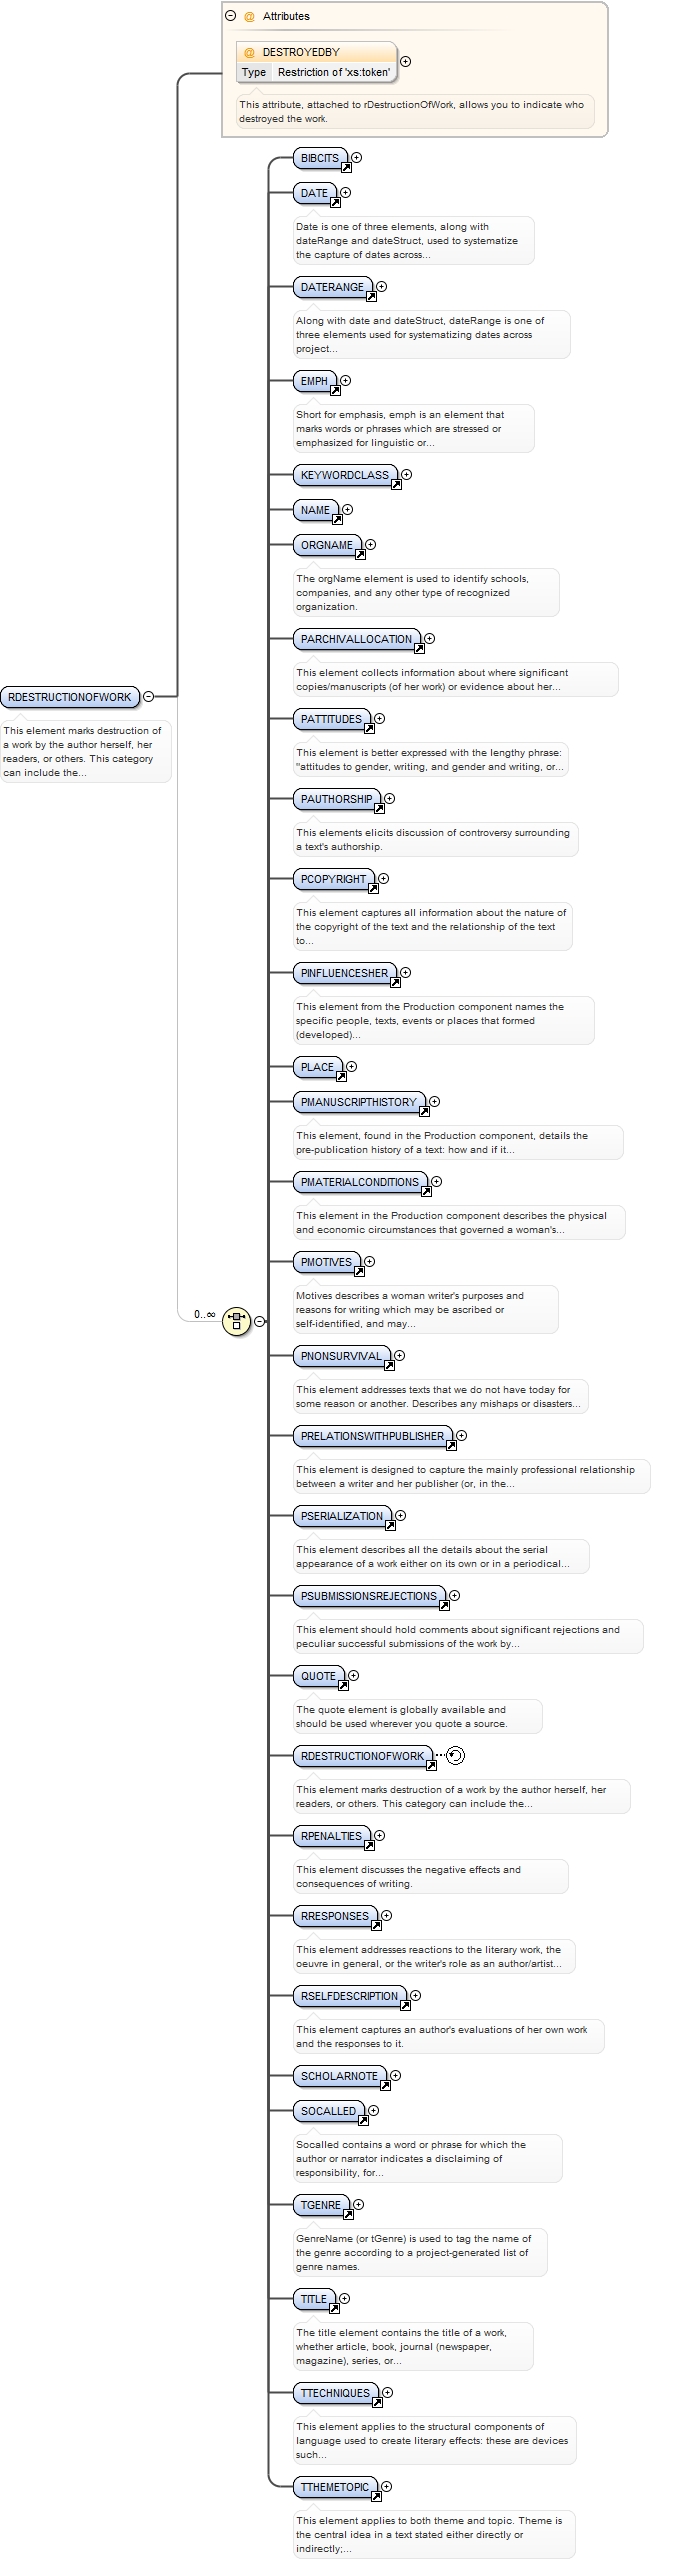 @ Attributes
@ DESTROYEDBY
Type Restriction of 'xs:token'
This attribute, attached to rDestructionOfWork, allows you to indicate who
destroyed the work.
RDESTRUCTIONOFWORK
This element marks destruction of
a work by the author herself, her
readers, or others. This category
can include the...
0..∞
BIBCITS
DATE
Date is one of three elements, along with
dateRange and dateStruct, used to systematize
the capture of dates across...
DATERANGE
Along with date and dateStruct, dateRange is one of
three elements used for systematizing dates across
project...
EMPH
Short for emphasis, emph is an element that
marks words or phrases which are stressed or
emphasized for linguistic or...
KEYWORDCLASS
NAME
ORGNAME
The orgName element is used to identify schools,
companies, and any other type of recognized
organization.
PARCHIVALLOCATION
This element collects information about where significant
copies/manuscripts (of her work) or evidence about her...
PATTITUDES
This element is better expressed with the lengthy phrase:
"attitudes to gender, writing, and gender and writing, or...
PAUTHORSHIP
This elements elicits discussion of controversy surrounding
a text's authorship.
PCOPYRIGHT
This element captures all information about the nature of
the copyright of the text and the relationship of the text
to...
PINFLUENCESHER
This element from the Production component names the
specific people, texts, events or places that formed
(developed)...
PLACE
PMANUSCRIPTHISTORY
This element, found in the Production component, details the
pre-publication history of a text: how and if it...
PMATERIALCONDITIONS
This element in the Production component describes the physical
and economic circumstances that governed a woman's...
PMOTIVES
Motives describes a woman writer's purposes and
reasons for writing which may be ascribed or
self-identified, and may...
PNONSURVIVAL
This element addresses texts that we do not have today for
some reason or another. Describes any mishaps or disasters...
PRELATIONSWITHPUBLISHER
This element is designed to capture the mainly professional relationship
between a writer and her publisher (or, in the...
PSERIALIZATION
This element describes all the details about the serial
appearance of a work either on its own or in a periodical...
PSUBMISSIONSREJECTIONS
This element should hold comments about significant rejections and
peculiar successful submissions of the work by...
QUOTE
The quote element is globally available and
should be used wherever you quote a source.
RDESTRUCTIONOFWORK
This element marks destruction of a work by the author herself, her
readers, or others. This category can include the...
RPENALTIES
This element discusses the negative effects and
consequences of writing.
RRESPONSES
This element addresses reactions to the literary work, the
oeuvre in general, or the writer's role as an author/artist...
RSELFDESCRIPTION
This element captures an author's evaluations of her own work
and the responses to it.
SCHOLARNOTE
SOCALLED
Socalled contains a word or phrase for which the
author or narrator indicates a disclaiming of
responsibility, for...
TGENRE
GenreName (or tGenre) is used to tag the name of
the genre according to a project-generated list of
genre names.
TITLE
The title element contains the title of a work,
whether article, book, journal (newspaper,
magazine), series, or...
TTECHNIQUES
This element applies to the structural components of
language used to create literary effects: these are devices
such...
TTHEMETOPIC
This element applies to both theme and topic. Theme is
the central idea in a text stated either directly or
indirectly;...